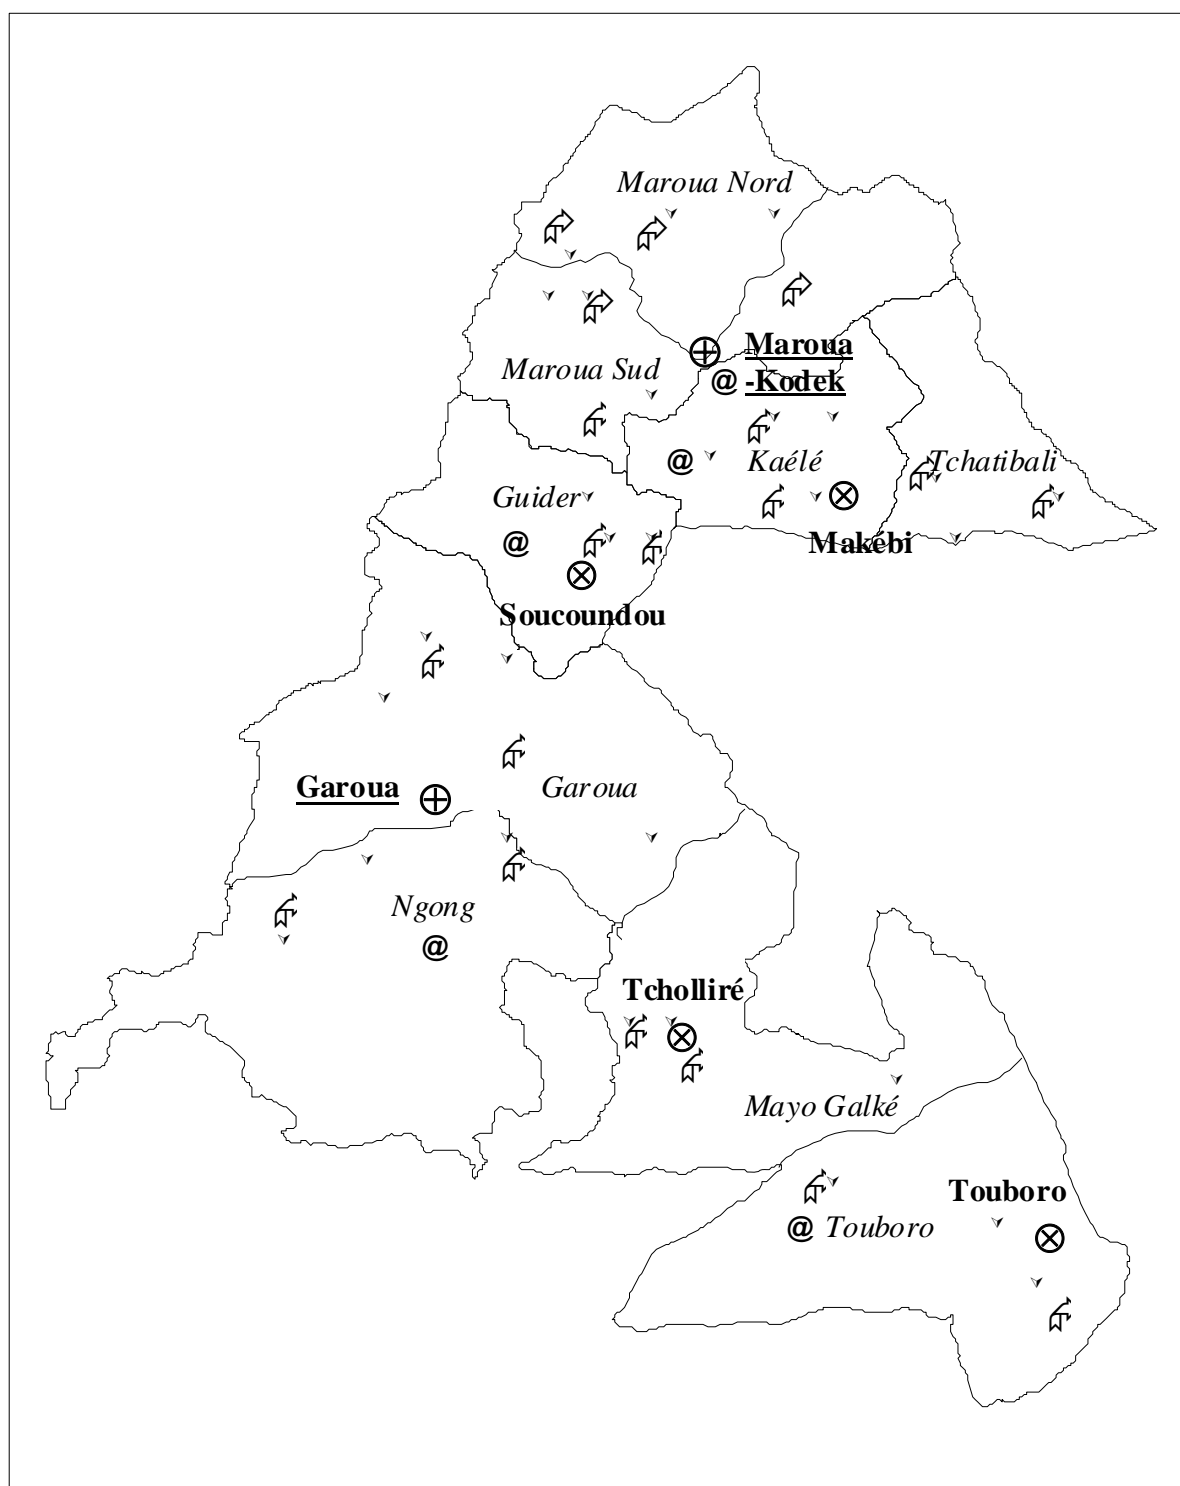 Maroua Nord
Maroua
Maroua Sud
@ -Kodek
@
Kaélé
Tchatibali
Guider
@
Makébi
Soucoundou
Garoua
Garoua
Ngong
@
Tcholliré
Mayo Galké
Touboro
@ Touboro